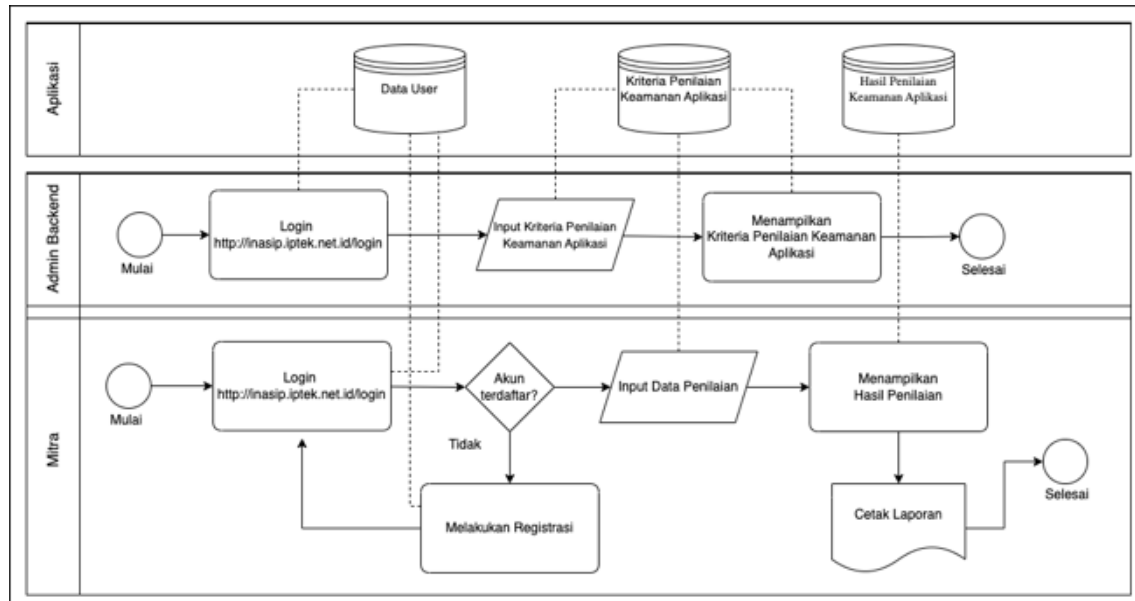 Aplikasi
Data User
Kriteria Penilaian
Keamanan Aplikasi
Hasil Penilaian
Keamanan Aplikasi
Admin Backend
Mulai
Login
http://inasip.iptek.net.id/login
Input Kriteria Penilaian
Keamanan Aplikasi
Menampilkan
Kriteria Penilaian Keamanan
Aplikasi
Selesai
Mitra
Mulai
Login
http://inasip.iptek.net.id/login
Akun
terdaftar?
Tidak
Melakukan Registrasi
Input Data Penilaian
Menampilkan
Hasil Penilaian
Cetak Laporan
Selesai